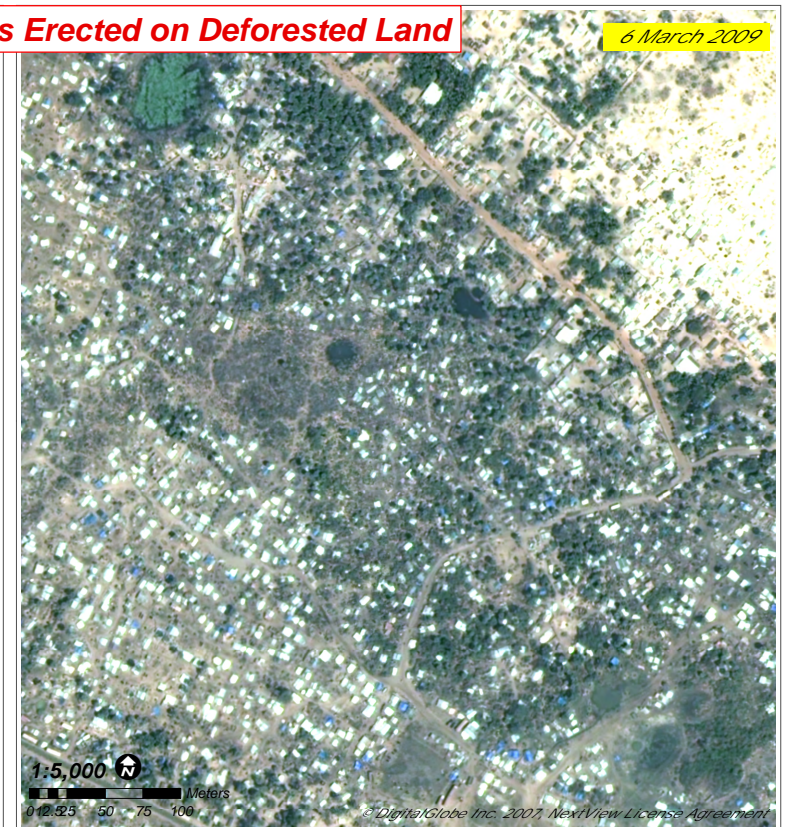 s Erected on Deforested Land
6 March 2009
1:5,000
N
Meters
0 12.5 25 50 75 100
© DigitalGlobe Inc. 2007, NextView License Agreement